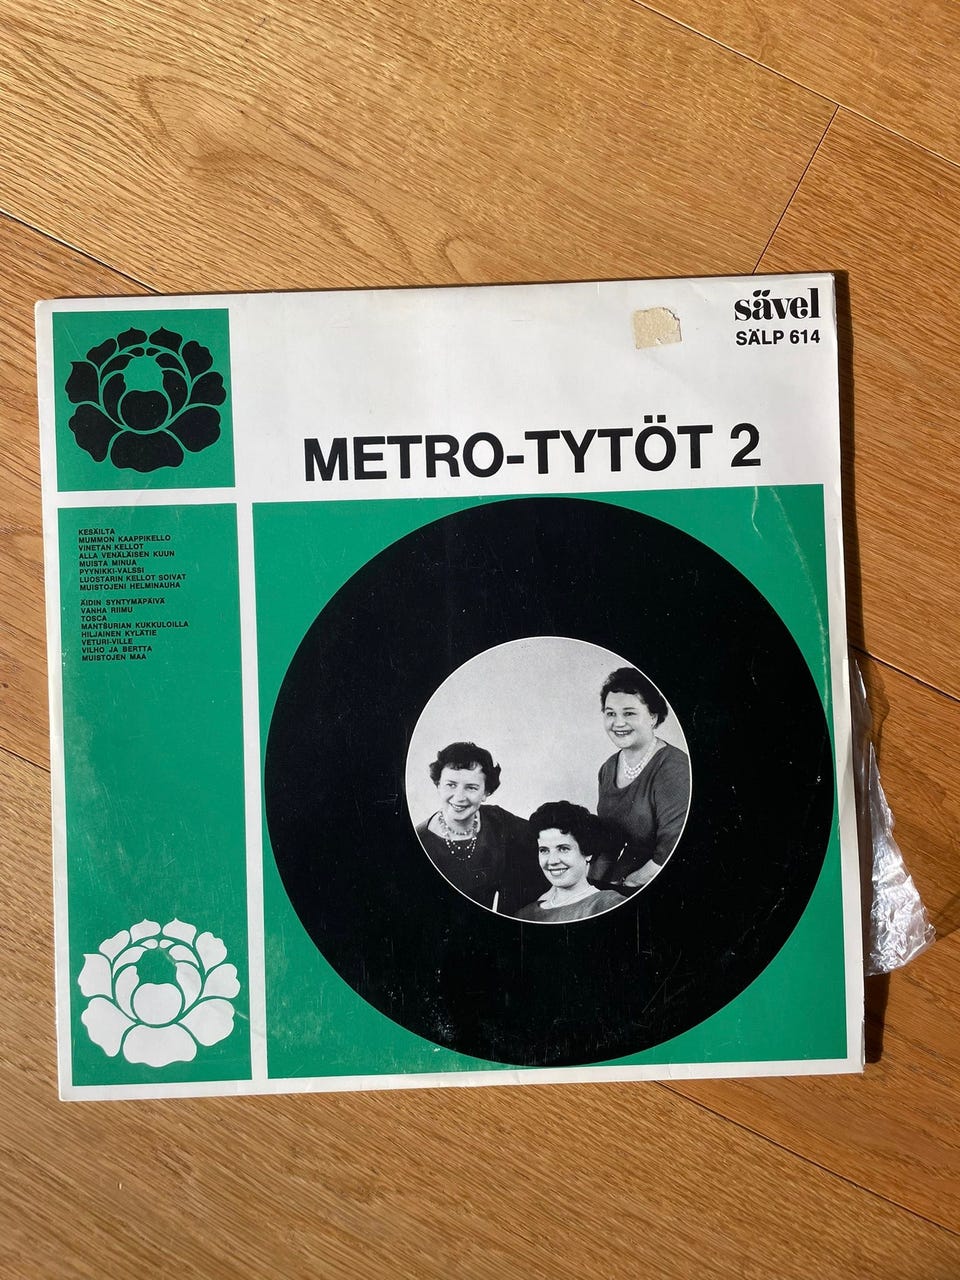 sävel
SÄLP 614
METRO-TYTÖT 2
KESÄILTA
MUMMON KAAPPIKELLO
VINETAN KELLOT
ALLA VENÄLÄISEN KUUN
MUISTA MINUA
PYYNIKKI-VALSSI
LUOSTARIN KELLOT SOIVAT
MUISTOJENI HELMINAUHA
ÄIDIN SYNTYMÄPÄIVÄ
VANHA RIIMU
TOSCA
MANTŠURIAN KUKKULOILLA
HILJAINEN KYLÄTIE
VETURI-VILLE
VILHO JA BERTTA
MUISTOJEN MAA